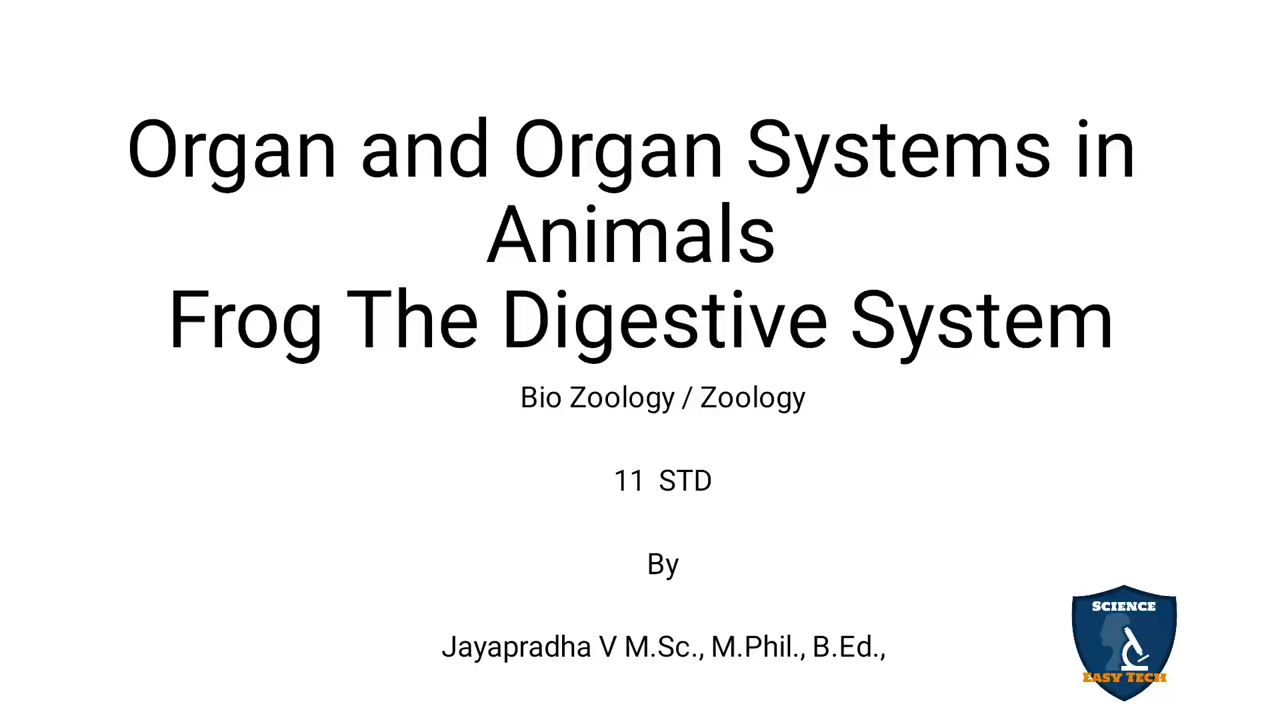 Organ and Organ Systems in
Animals
Frog The Digestive System
Bio Zoology / Zoology
11 STD
By
Jayapradha V M.Sc., M.Phil., B.Ed.,
SCIENCE
EASY TECH